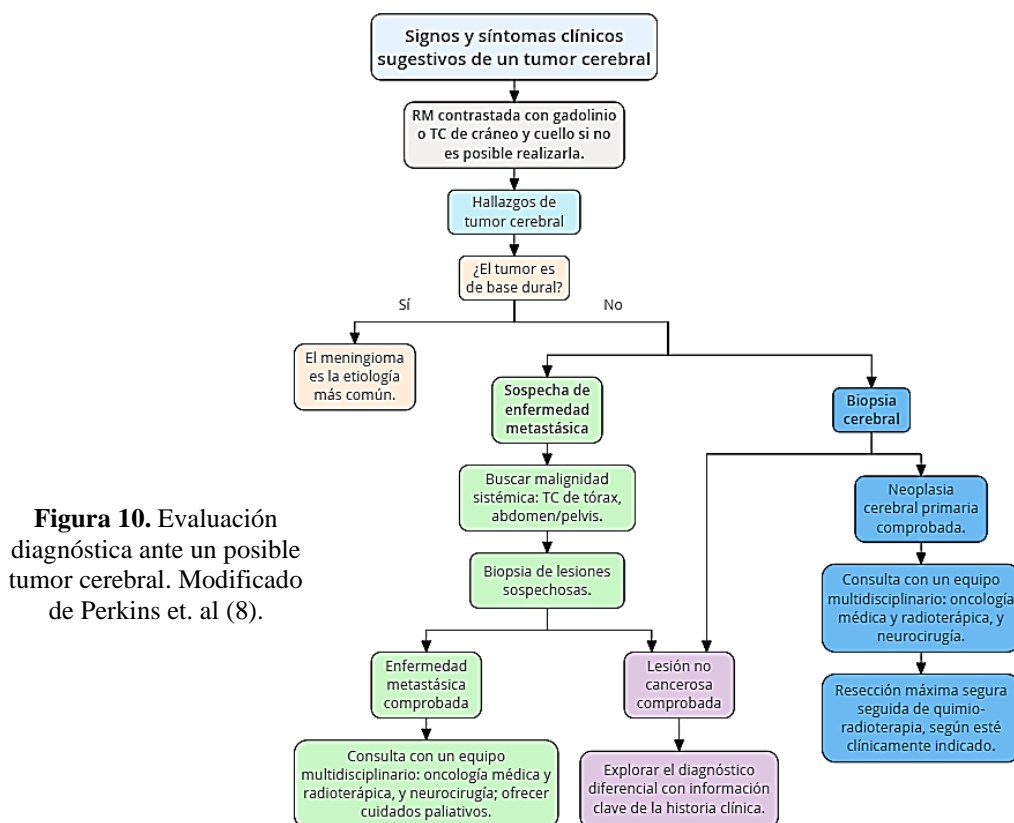 Signos y síntomas clínicos
sugestivos de un tumor cerebral
RM contrastada con gadolinio
o TC de cráneo y cuello si no
es posible realizarla.
Hallazgos de
tumor cerebral
¿El tumor es
de base dural?
Sí
No
El meningioma
es la etiología
más común.
Sospecha de
enfermedad
metastásica
Biopsia
cerebral
Buscar malignidad
sistémica: TC de tórax,
abdomen/pelvis.
Neoplasia
cerebral primaria
comprobada.
Figura 10. Evaluación
diagnóstica ante un posible
tumor cerebral. Modificado
de Perkins et. al (8).
Biopsia de lesiones
sospechosas.
Consulta con un equipo
multidisciplinario: oncología
médica y radioterápica, y
neurocirugía.
Enfermedad
metastásica
comprobada
Lesión no
cancerosa
comprobada
Resección máxima segura
seguida de quimio-
radioterapia, según esté
clínicamente indicado.
Consulta con un equipo
multidisciplinario: oncología médica y
radioterápica, y neurocirugía; ofrecer
cuidados paliativos.
Explorar el diagnóstico
diferencial con información
clave de la historia clínica.